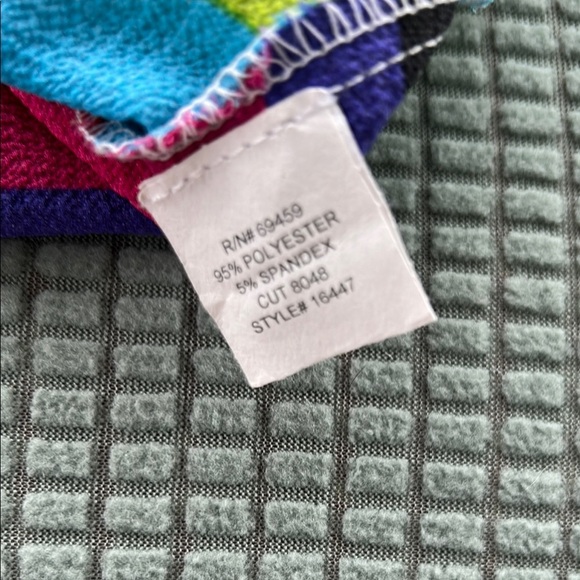 R/N# 69459
95% POLYESTER
5% SPANDEX
CUT 8048
STYLE# 16447